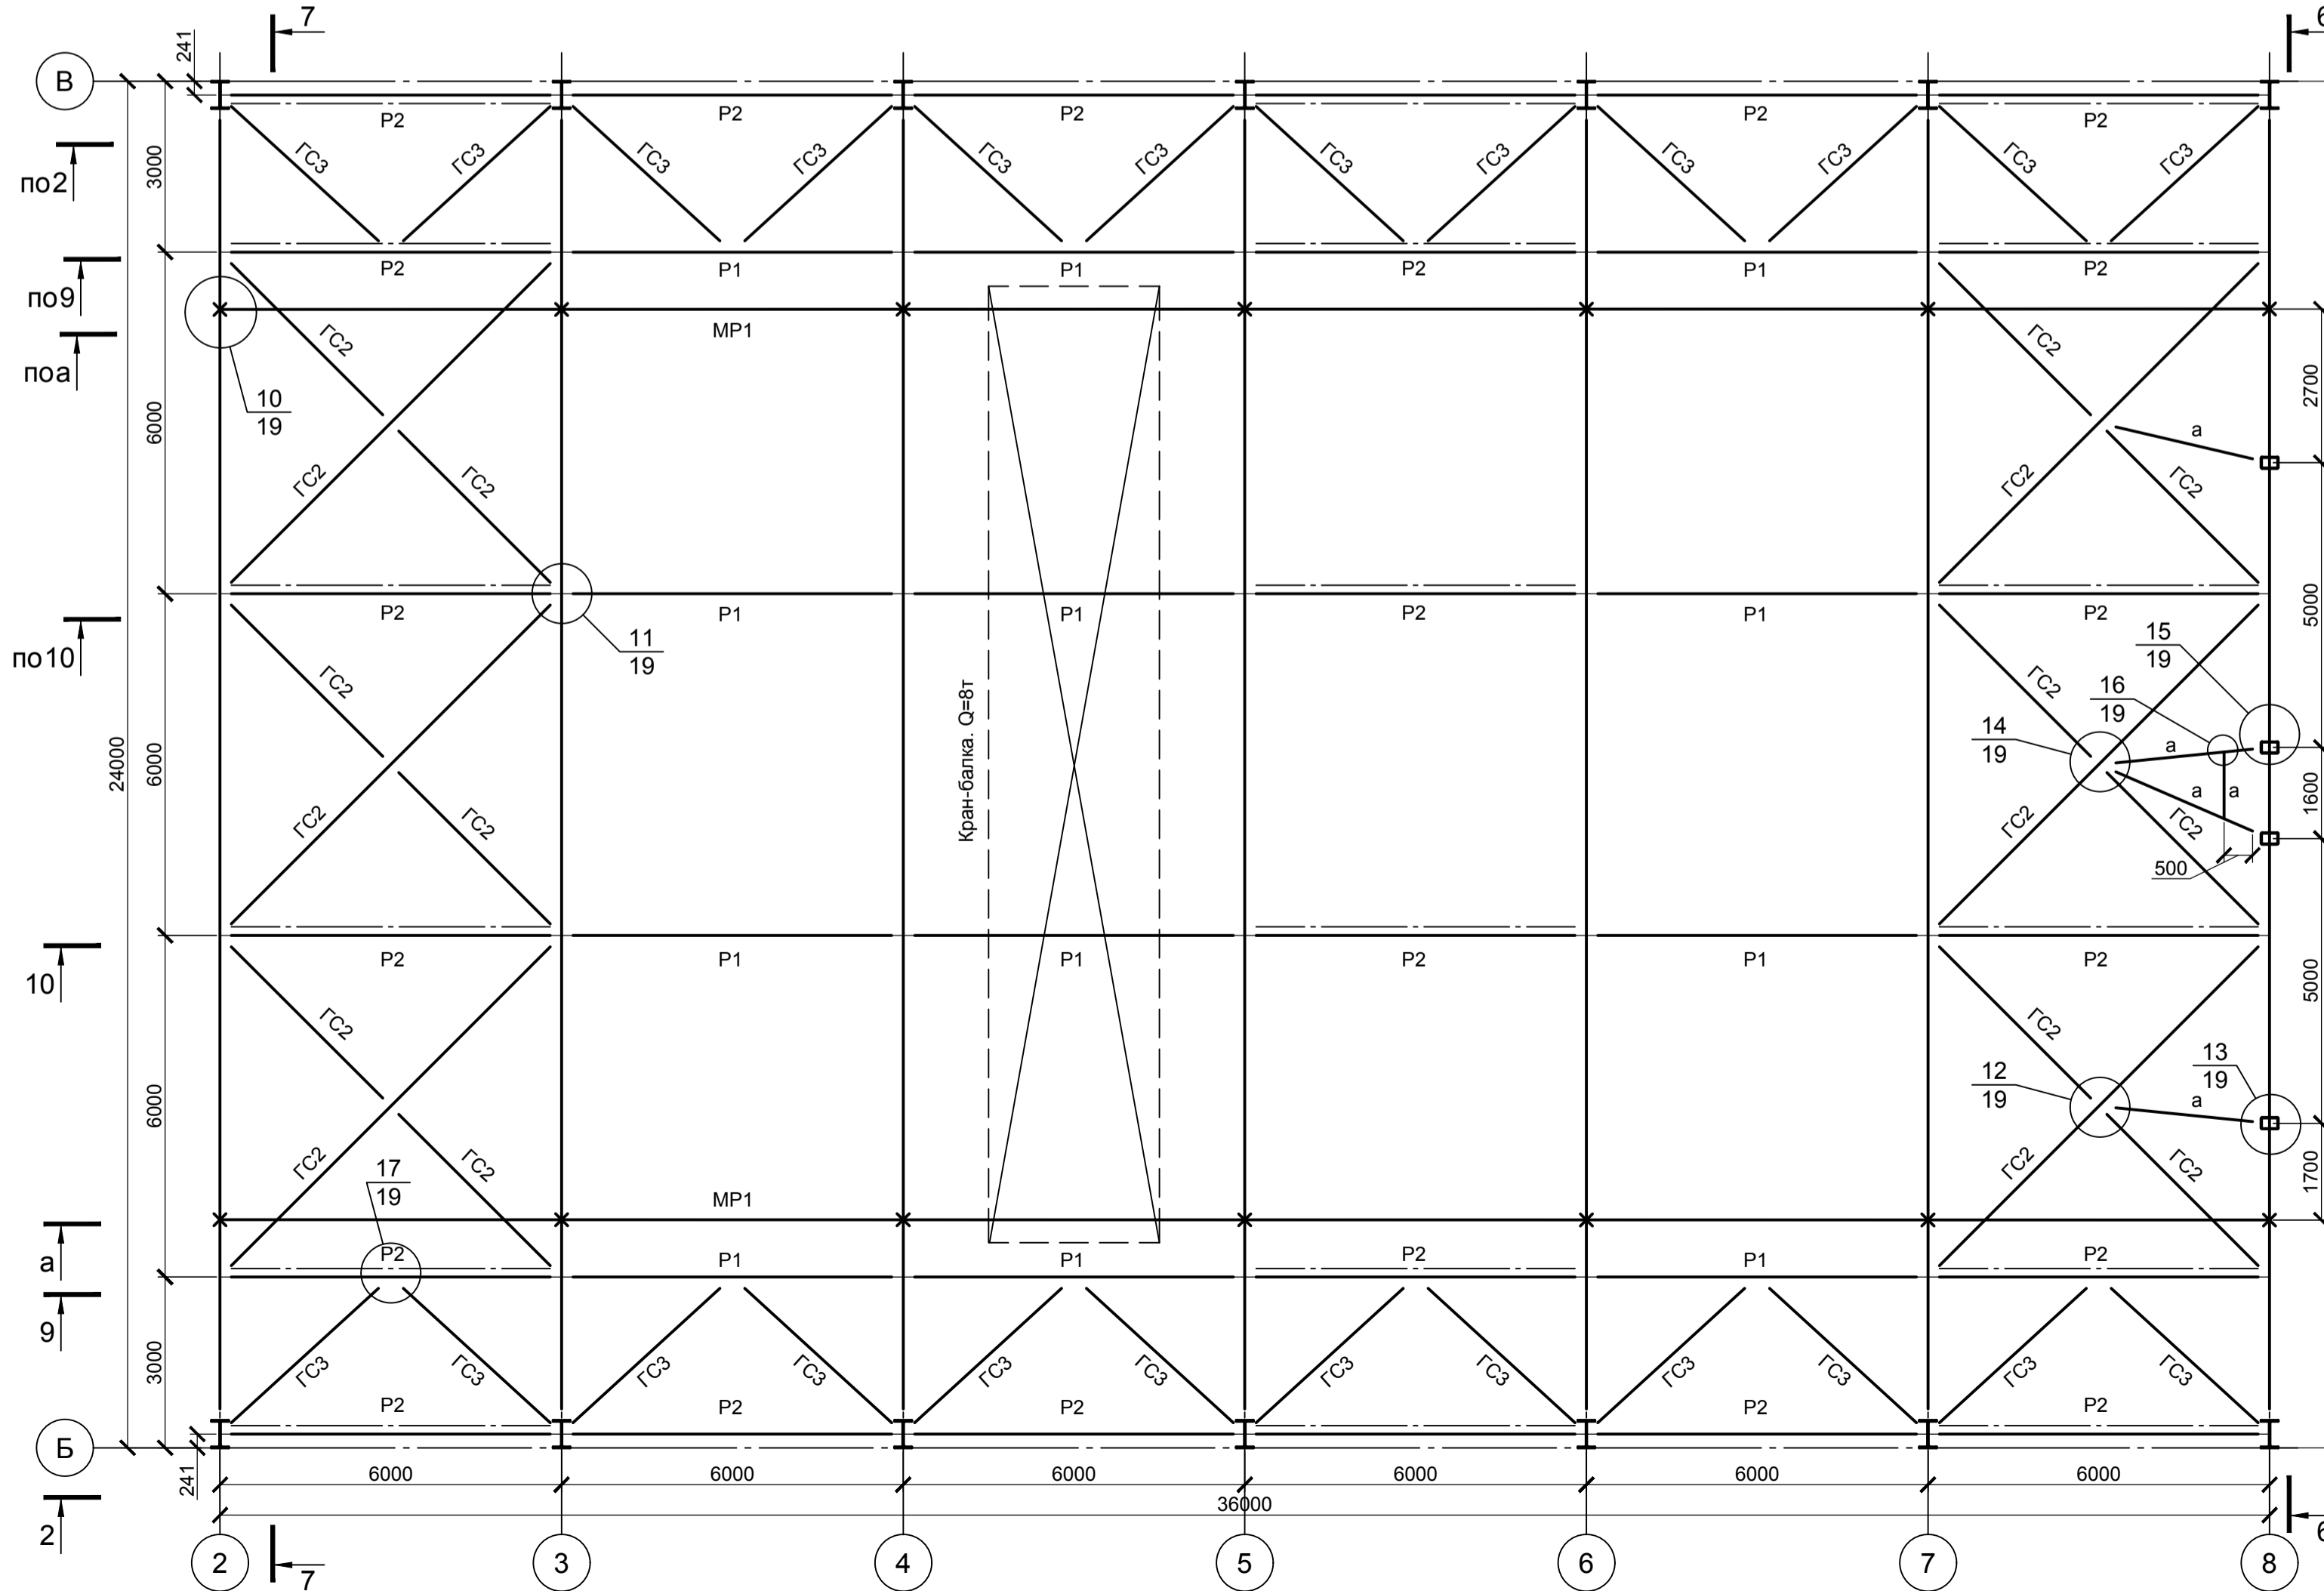 7
6
241
В
Р2
Р2
Р2
Р2
Р2
3000
ГС3
ГС3
ГС3
ГС3
ГС3
ГС3
ГС3
ГС3
ГС3
ГС3
ГС3
ГС3
по2
Р2
Р1
Р1
Р2
Р1
Р2
по9
МР1
поа
ГС2
ГС2
2700
10
19
6000
а
ГС2
ГС2
ГС2
ГС2
5000
Р2
Р1
Р1
Р2
Р1
Р2
11
19
15
19
по10
ГС2
ГС2
16
19
Кран-балка. Q=8т
14
19
24000
6000
а
а
а
1600
ГС2
ГС2
ГС2
ГС2
500
Р2
Р1
Р1
Р2
Р1
Р2
10
5000
ГС2
ГС2
12
19
13
19
6000
а
ГС2
ГС2
ГС2
ГС2
17
19
1700
МР1
а
Р2
Р1
Р1
Р2
Р1
Р2
9
3000
ГС3
ГС3
ГС3
ГС3
ГС3
ГС3
ГС3
ГС3
ГС3
ГС3
ГС3
ГС3
Р2
Р2
Р2
Р2
Р2
Б
241
6000
6000
6000
6000
6000
6000
36000
2
2
3
4
5
6
7
8
7
6